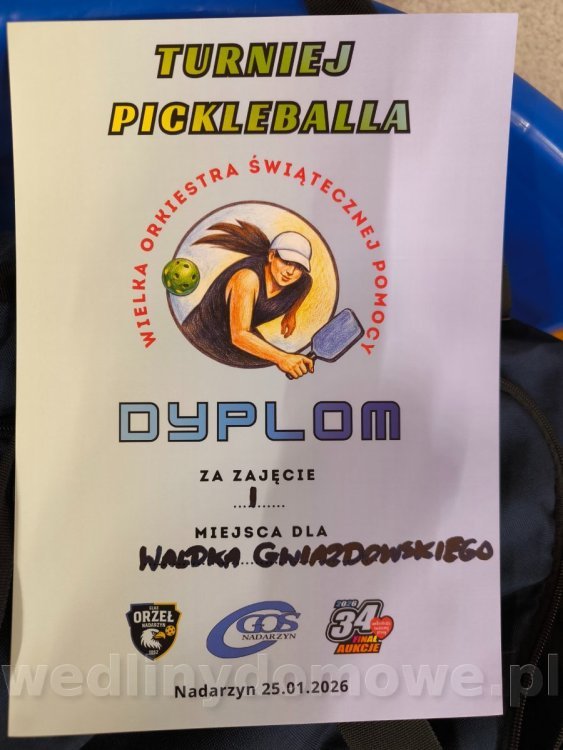 TURNIEJ
PICKLEBALLA
WIELKA ORKIESTRA ŚWIĄTECZNEJ POMOCY
DYPLOM
ZA ZAJĘCIE
....I......
MIEJSCA DLA
WALDKA GWIAZDOWSKIEGO
ORZEŁ
NADARZYN
GOS
NADARZYN
2026
34
FINAŁ
AUKCJE
wedlinydomowe.pl
Nadarzyn 25.01.2026